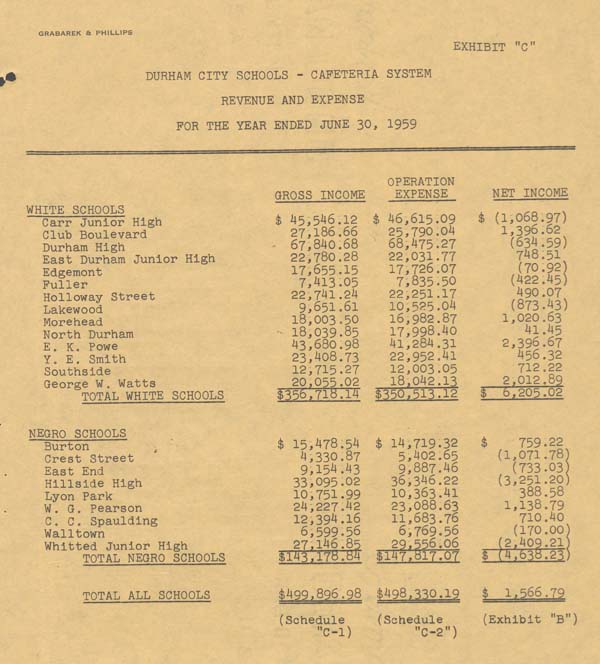 GRABAREK & PHILLIPS
EXHIBIT "C"
DURHAM CITY SCHOOLS - CAFETERIA SYSTEM
REVENUE AND EXPENSE
FOR THE YEAR ENDED JUNE 30, 1959
GROSS INCOME OPERATION EXPENSE NET INCOME
WHITE SCHOOLS
Carr Junior High $ 45,546.12 $ 46,615.09 $ (1,068.97)
Club Boulevard 27,186.66 25,790.04 1,396.62
Durham High 67,840.68 68,475.27 (634.59)
East Durham Junior High 22,780.28 22,031.77 748.51
Edgemont 17,655.15 17,726.07 (70.92)
Fuller 7,413.05 7,835.50 (422.45)
Holloway Street 22,741.24 22,251.17 490.07
Lakewood 9,651.61 10,525.04 (873.43)
Morehead 18,003.50 16,982.87 1,020.63
North Durham 18,039.85 17,998.40 41.45
E. K. Powe 43,680.98 41,284.31 2,396.67
Y. E. Smith 23,408.73 22,952.41 456.32
Southside 12,715.27 12,003.05 712.22
George W. Watts 20,055.02 18,042.13 2,012.89
TOTAL WHITE SCHOOLS $356,718.14 $350,513.12 $ 6,205.02
NEGRO SCHOOLS
Burton $ 15,478.54 $ 14,719.32 $ 759.22
Crest Street 4,330.87 5,402.65 (1,071.78)
East End 9,154.43 9,887.46 (733.03)
Hillside High 33,095.02 36,346.22 (3,251.20)
Lyon Park 10,751.99 10,363.41 388.58
W. G. Pearson 24,227.42 23,088.63 1,138.79
C. C. Spaulding 12,394.16 11,683.76 710.40
Walltown 6,599.56 6,769.56 (170.00)
Whitted Junior High 27,146.85 29,556.06 (2,409.21)
TOTAL NEGRO SCHOOLS $143,178.84 $147,817.07 $ (4,638.23)
TOTAL ALL SCHOOLS $499,896.98 $498,330.19 $ 1,566.79
(Schedule "C-1) (Schedule "C-2") (Exhibit "B")